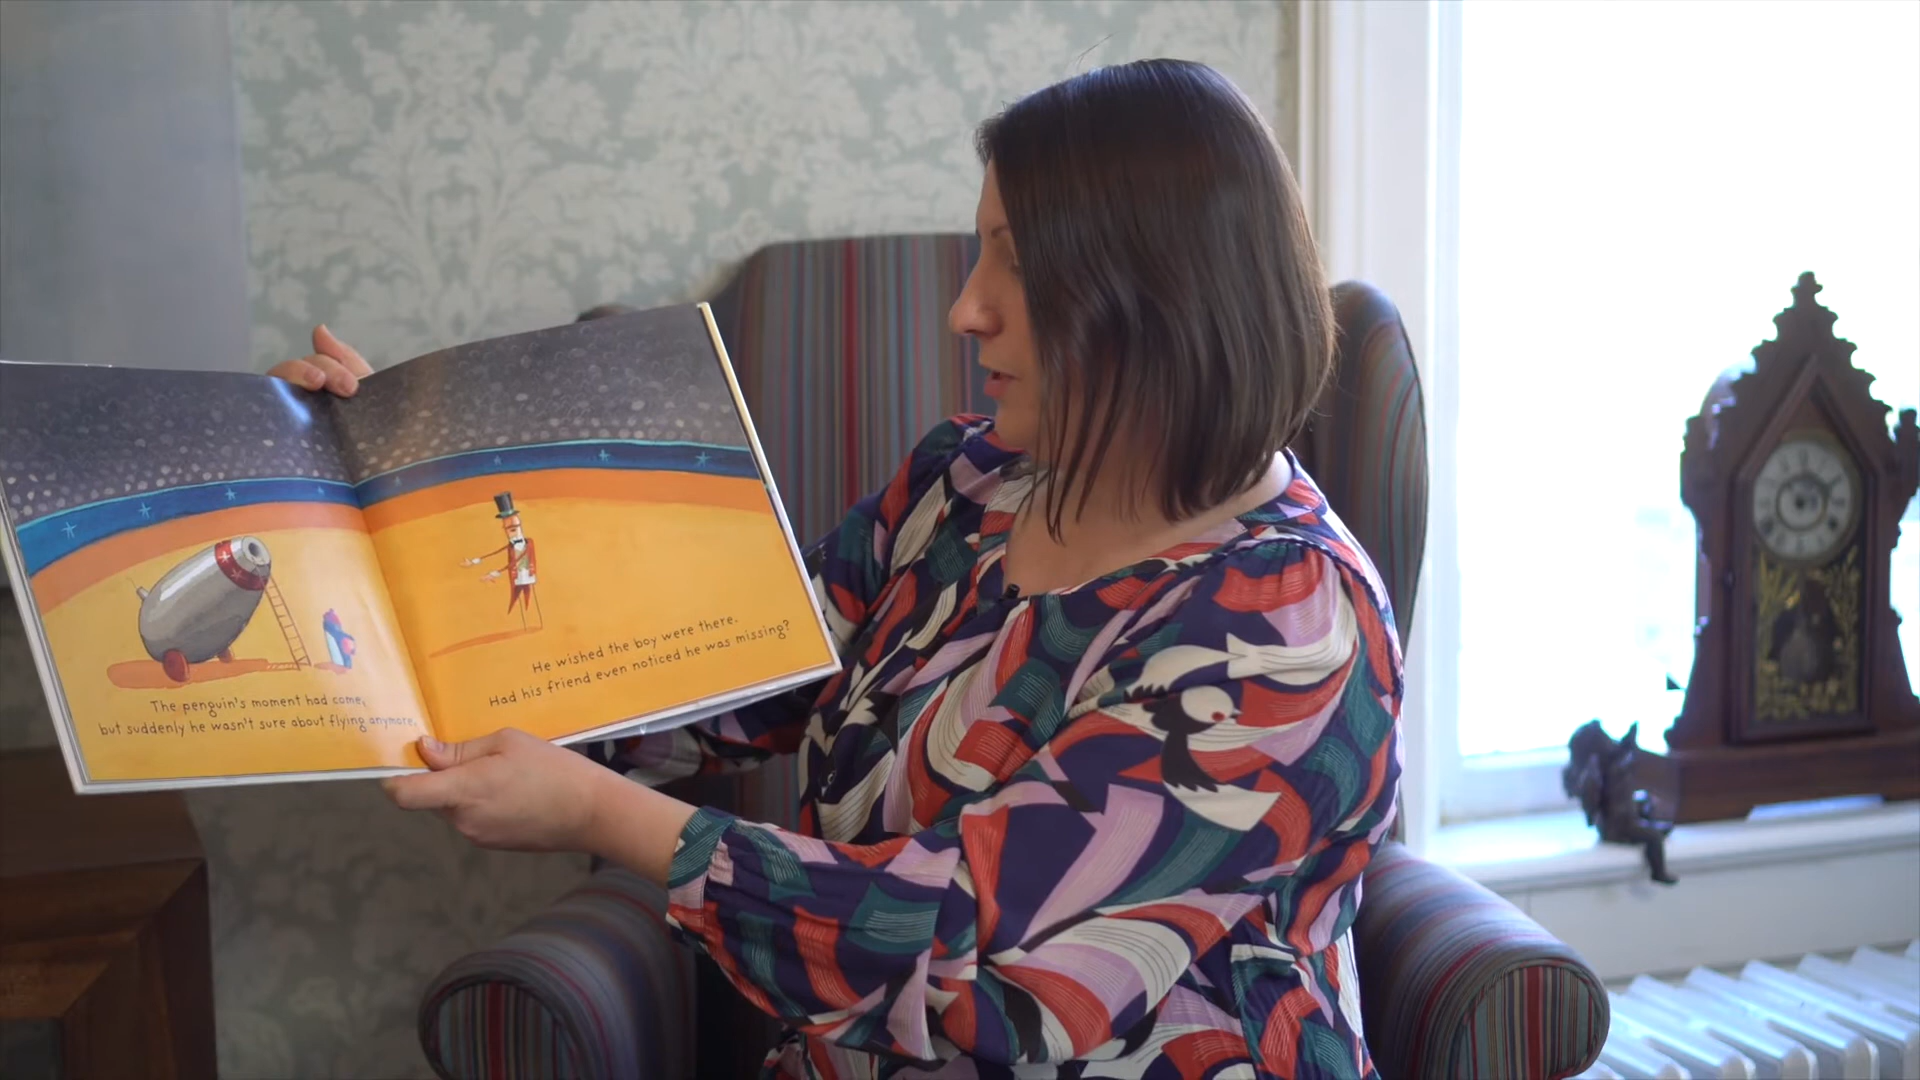 The penguin's moment had come,
but suddenly he wasn't sure about flying anymore.
He wished the boy were there.
Had his friend even noticed he was missing?